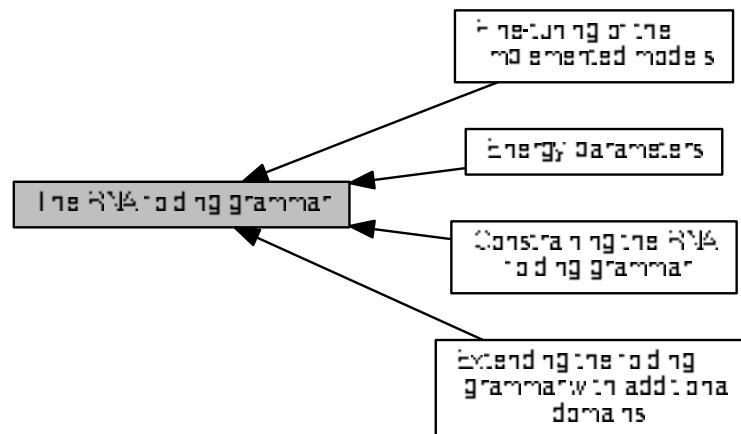 Fine-tuning of the
implemented models
Energy parameters
The RNA folding grammar
Constraining the RNA
folding grammar
Extending the folding
grammar with additional
domains